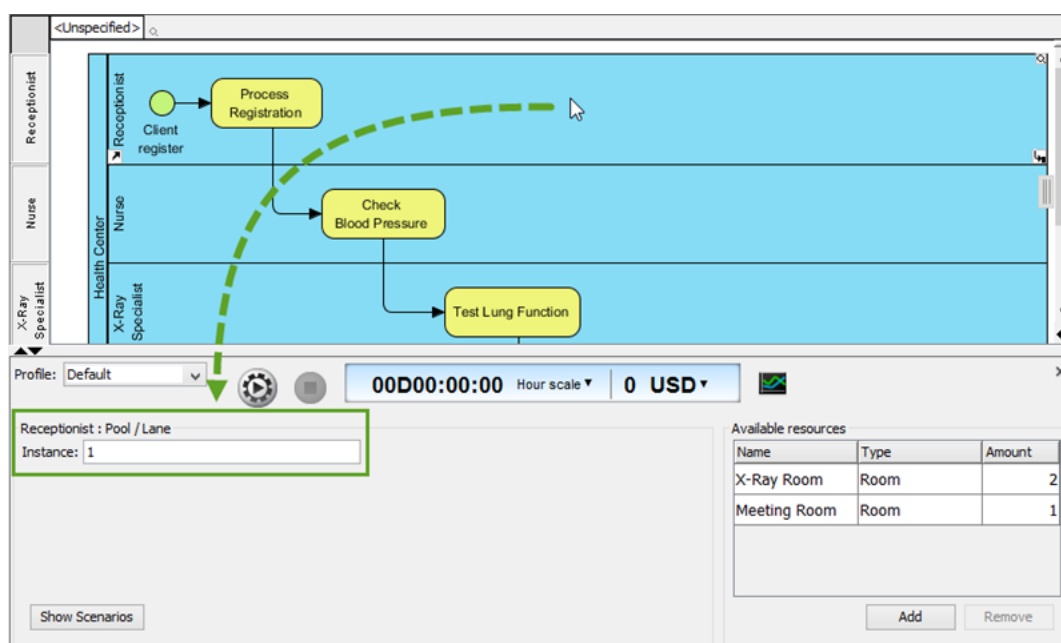 <Unspecified>
Receptionist
Nurse
X-Ray
Specialist
Health Center
Receptionist
Client
register
Process
Registration
Nurse
Check
Blood Pressure
X-Ray
Specialist
Test Lung Function
Profile: Default
00D00:00:00 Hour scale 0 USD
Receptionist : Pool / Lane
Instance: 1
Available resources
Name Type Amount
X-Ray Room Room 2
Meeting Room Room 1
Show Scenarios
Add Remove